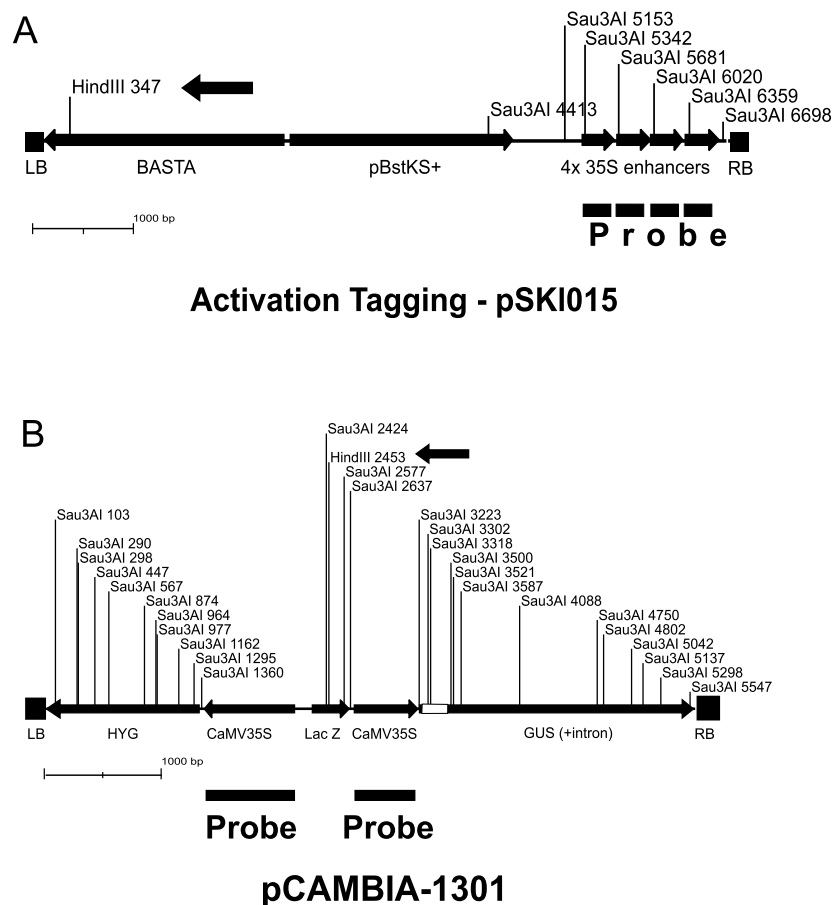 A
Sau3AI 5153
Sau3AI 5342
Sau3AI 5681
Sau3AI 6020
Sau3AI 6359
Sau3AI 6698
HindIII 347
Sau3AI 4413
LB
BASTA
pBstKS+
4x 35S enhancers
RB
1000 bp
Probe
Activation Tagging - pSKI015
B
Sau3AI 2424
HindIII 2453
Sau3AI 2577
Sau3AI 2637
Sau3AI 103
Sau3AI 290
Sau3AI 298
Sau3AI 447
Sau3AI 567
Sau3AI 874
Sau3AI 964
Sau3AI 977
Sau3AI 1162
Sau3AI 1295
Sau3AI 1360
Sau3AI 3223
Sau3AI 3302
Sau3AI 3318
Sau3AI 3500
Sau3AI 3521
Sau3AI 3587
Sau3AI 4088
Sau3AI 4750
Sau3AI 4802
Sau3AI 5042
Sau3AI 5137
Sau3AI 5298
Sau3AI 5547
LB
HYG
CaMV35S
Lac Z
CaMV35S
GUS (+intron)
RB
1000 bp
Probe
Probe
pCAMBIA-1301